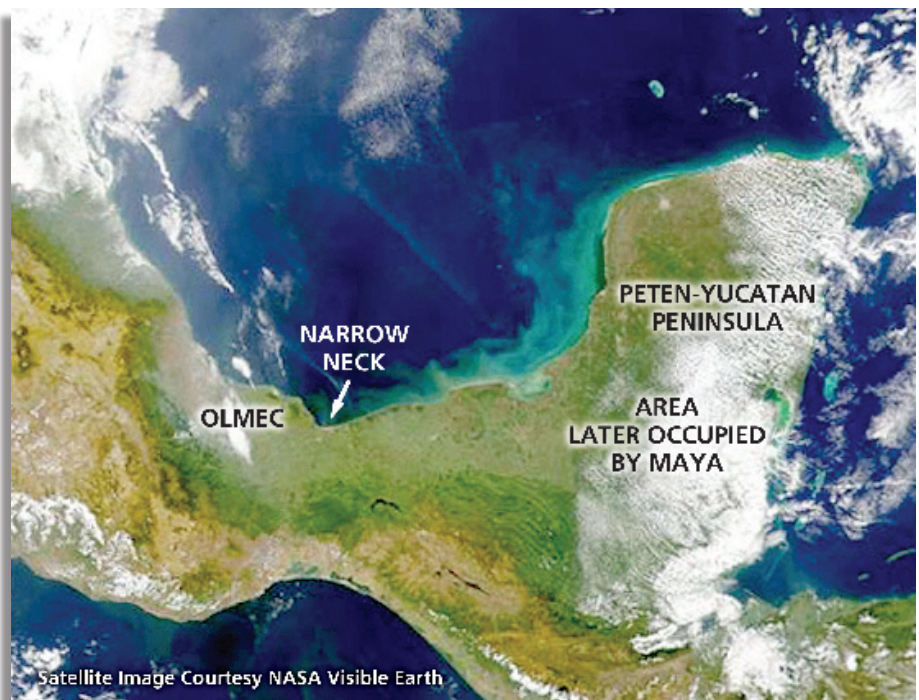 PETEN-YUCATAN
PENINSULA
NARROW
NECK
OLMEC
AREA
LATER OCCUPIED
BY MAYA
Satellite Image Courtesy NASA Visible Earth